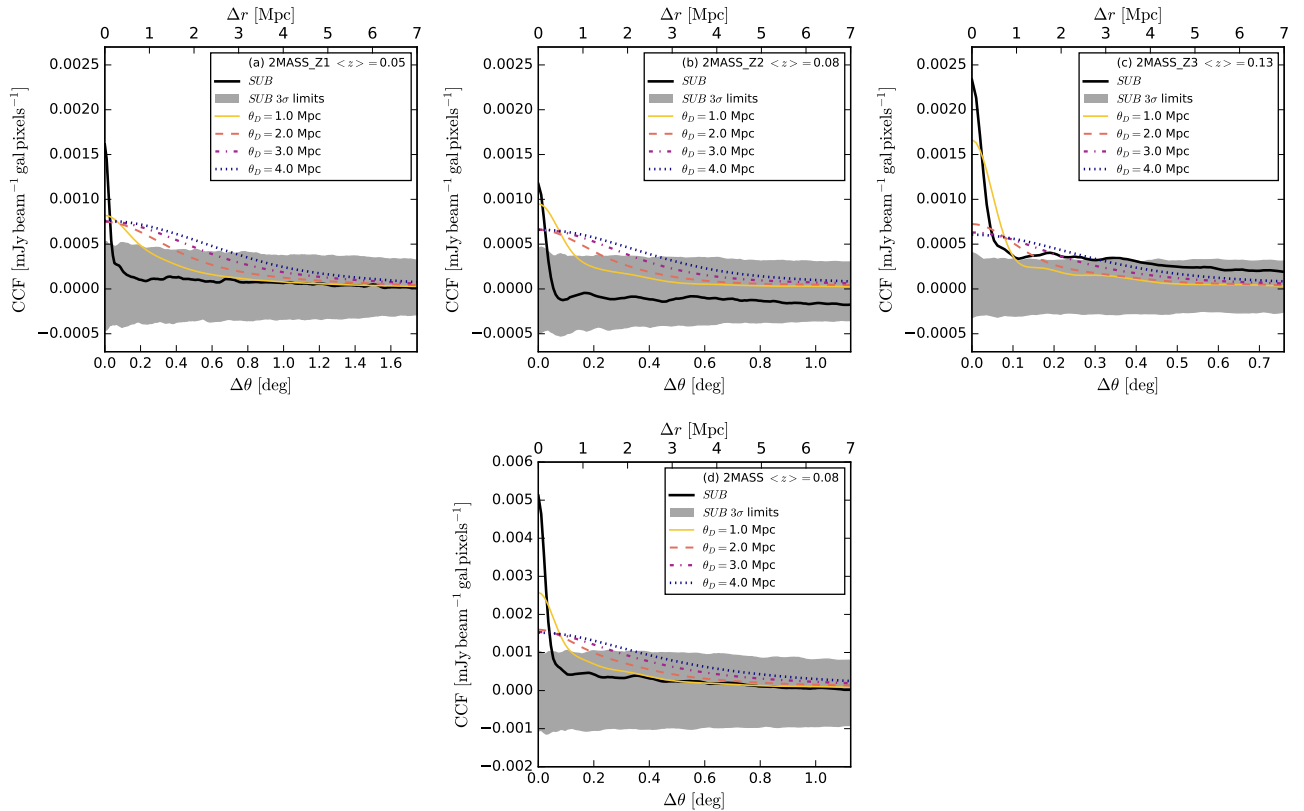 Δr [Mpc]
0 1 2 3 4 5 6 7
(a) 2MASS_Z1 <z> = 0.05
SUB
SUB 3σ limits
θ_D = 1.0 Mpc
θ_D = 2.0 Mpc
θ_D = 3.0 Mpc
θ_D = 4.0 Mpc
CCF [mJy beam⁻¹ gal pixels⁻¹]
0.0025
0.0020
0.0015
0.0010
0.0005
0.0000
−0.0005
0.0 0.2 0.4 0.6 0.8 1.0 1.2 1.4 1.6
Δθ [deg]
Δr [Mpc]
0 1 2 3 4 5 6 7
(b) 2MASS_Z2 <z> = 0.08
SUB
SUB 3σ limits
θ_D = 1.0 Mpc
θ_D = 2.0 Mpc
θ_D = 3.0 Mpc
θ_D = 4.0 Mpc
CCF [mJy beam⁻¹ gal pixels⁻¹]
0.0025
0.0020
0.0015
0.0010
0.0005
0.0000
−0.0005
0.0 0.2 0.4 0.6 0.8 1.0
Δθ [deg]
Δr [Mpc]
0 1 2 3 4 5 6 7
(c) 2MASS_Z3 <z> = 0.13
SUB
SUB 3σ limits
θ_D = 1.0 Mpc
θ_D = 2.0 Mpc
θ_D = 3.0 Mpc
θ_D = 4.0 Mpc
CCF [mJy beam⁻¹ gal pixels⁻¹]
0.0025
0.0020
0.0015
0.0010
0.0005
0.0000
−0.0005
0.0 0.1 0.2 0.3 0.4 0.5 0.6 0.7
Δθ [deg]
Δr [Mpc]
0 1 2 3 4 5 6 7
(d) 2MASS <z> = 0.08
SUB
SUB 3σ limits
θ_D = 1.0 Mpc
θ_D = 2.0 Mpc
θ_D = 3.0 Mpc
θ_D = 4.0 Mpc
CCF [mJy beam⁻¹ gal pixels⁻¹]
0.006
0.005
0.004
0.003
0.002
0.001
0.000
−0.001
−0.002
0.0 0.2 0.4 0.6 0.8 1.0
Δθ [deg]